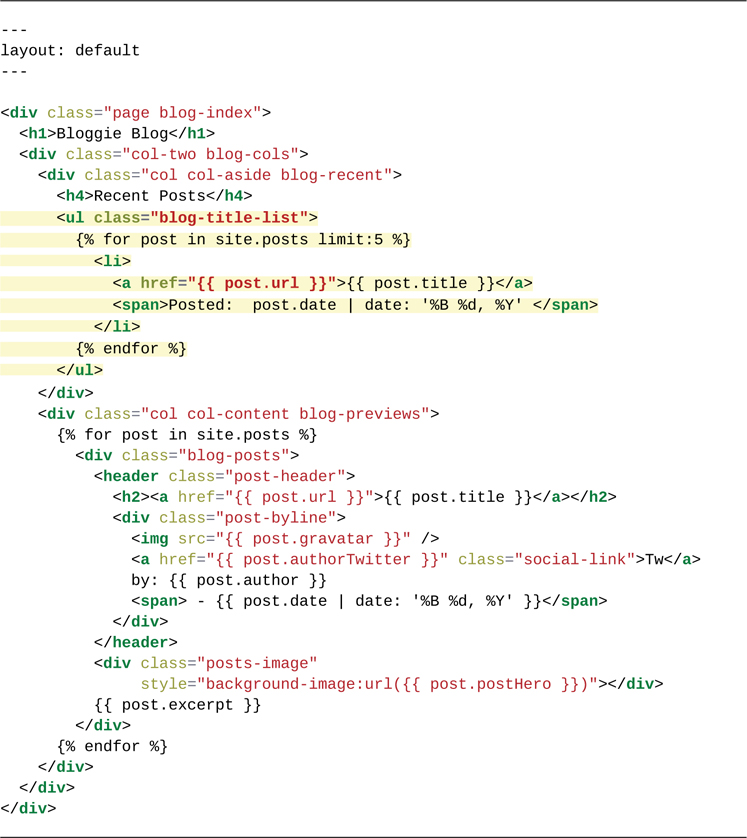 ---
layout: default
---

<div class="page blog-index">
  <h1>Bloggie Blog</h1>
  <div class="col-two blog-cols">
    <div class="col col-aside blog-recent">
      <h4>Recent Posts</h4>
      <ul class="blog-title-list">
        {% for post in site.posts limit:5 %}
          <li>
            <a href="{{ post.url }}">{{ post.title }}</a>
            <span>Posted:  post.date | date: '%B %d, %Y' </span>
          </li>
        {% endfor %}
      </ul>
    </div>
    <div class="col col-content blog-previews">
      {% for post in site.posts %}
        <div class="blog-posts">
          <header class="post-header">
            <h2><a href="{{ post.url }}">{{ post.title }}</a></h2>
            <div class="post-byline">
              <img src="{{ post.gravatar }}" />
              <a href="{{ post.authorTwitter }}" class="social-link">Tw</a>
              by: {{ post.author }}
              <span> - {{ post.date | date: '%B %d, %Y' }}</span>
            </div>
          </header>
          <div class="posts-image"
               style="background-image:url({{ post.postHero }})"></div>
          {{ post.excerpt }}
        </div>
      {% endfor %}
    </div>
  </div>
</div>